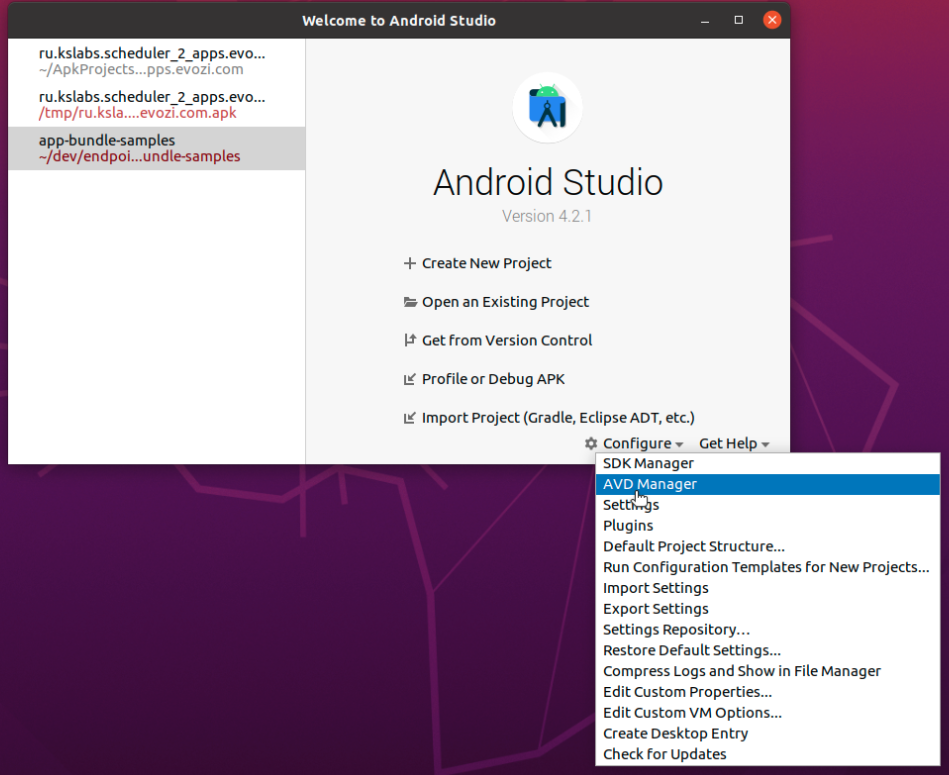 Welcome to Android Studio
ru.kslabs.scheduler_2_apps.evo...
~/ApkProjects...pps.evozi.com
ru.kslabs.scheduler_2_apps.evo...
/tmp/ru.ksla....evozi.com.apk
app-bundle-samples
~/dev/endpoi...undle-samples
Android Studio
Version 4.2.1
Create New Project
Open an Existing Project
Get from Version Control
Profile or Debug APK
Import Project (Gradle, Eclipse ADT, etc.)
Configure Get Help
SDK Manager
AVD Manager
Settings
Plugins
Default Project Structure...
Run Configuration Templates for New Projects...
Import Settings
Export Settings
Settings Repository...
Restore Default Settings...
Compress Logs and Show in File Manager
Edit Custom Properties...
Edit Custom VM Options...
Create Desktop Entry
Check for Updates